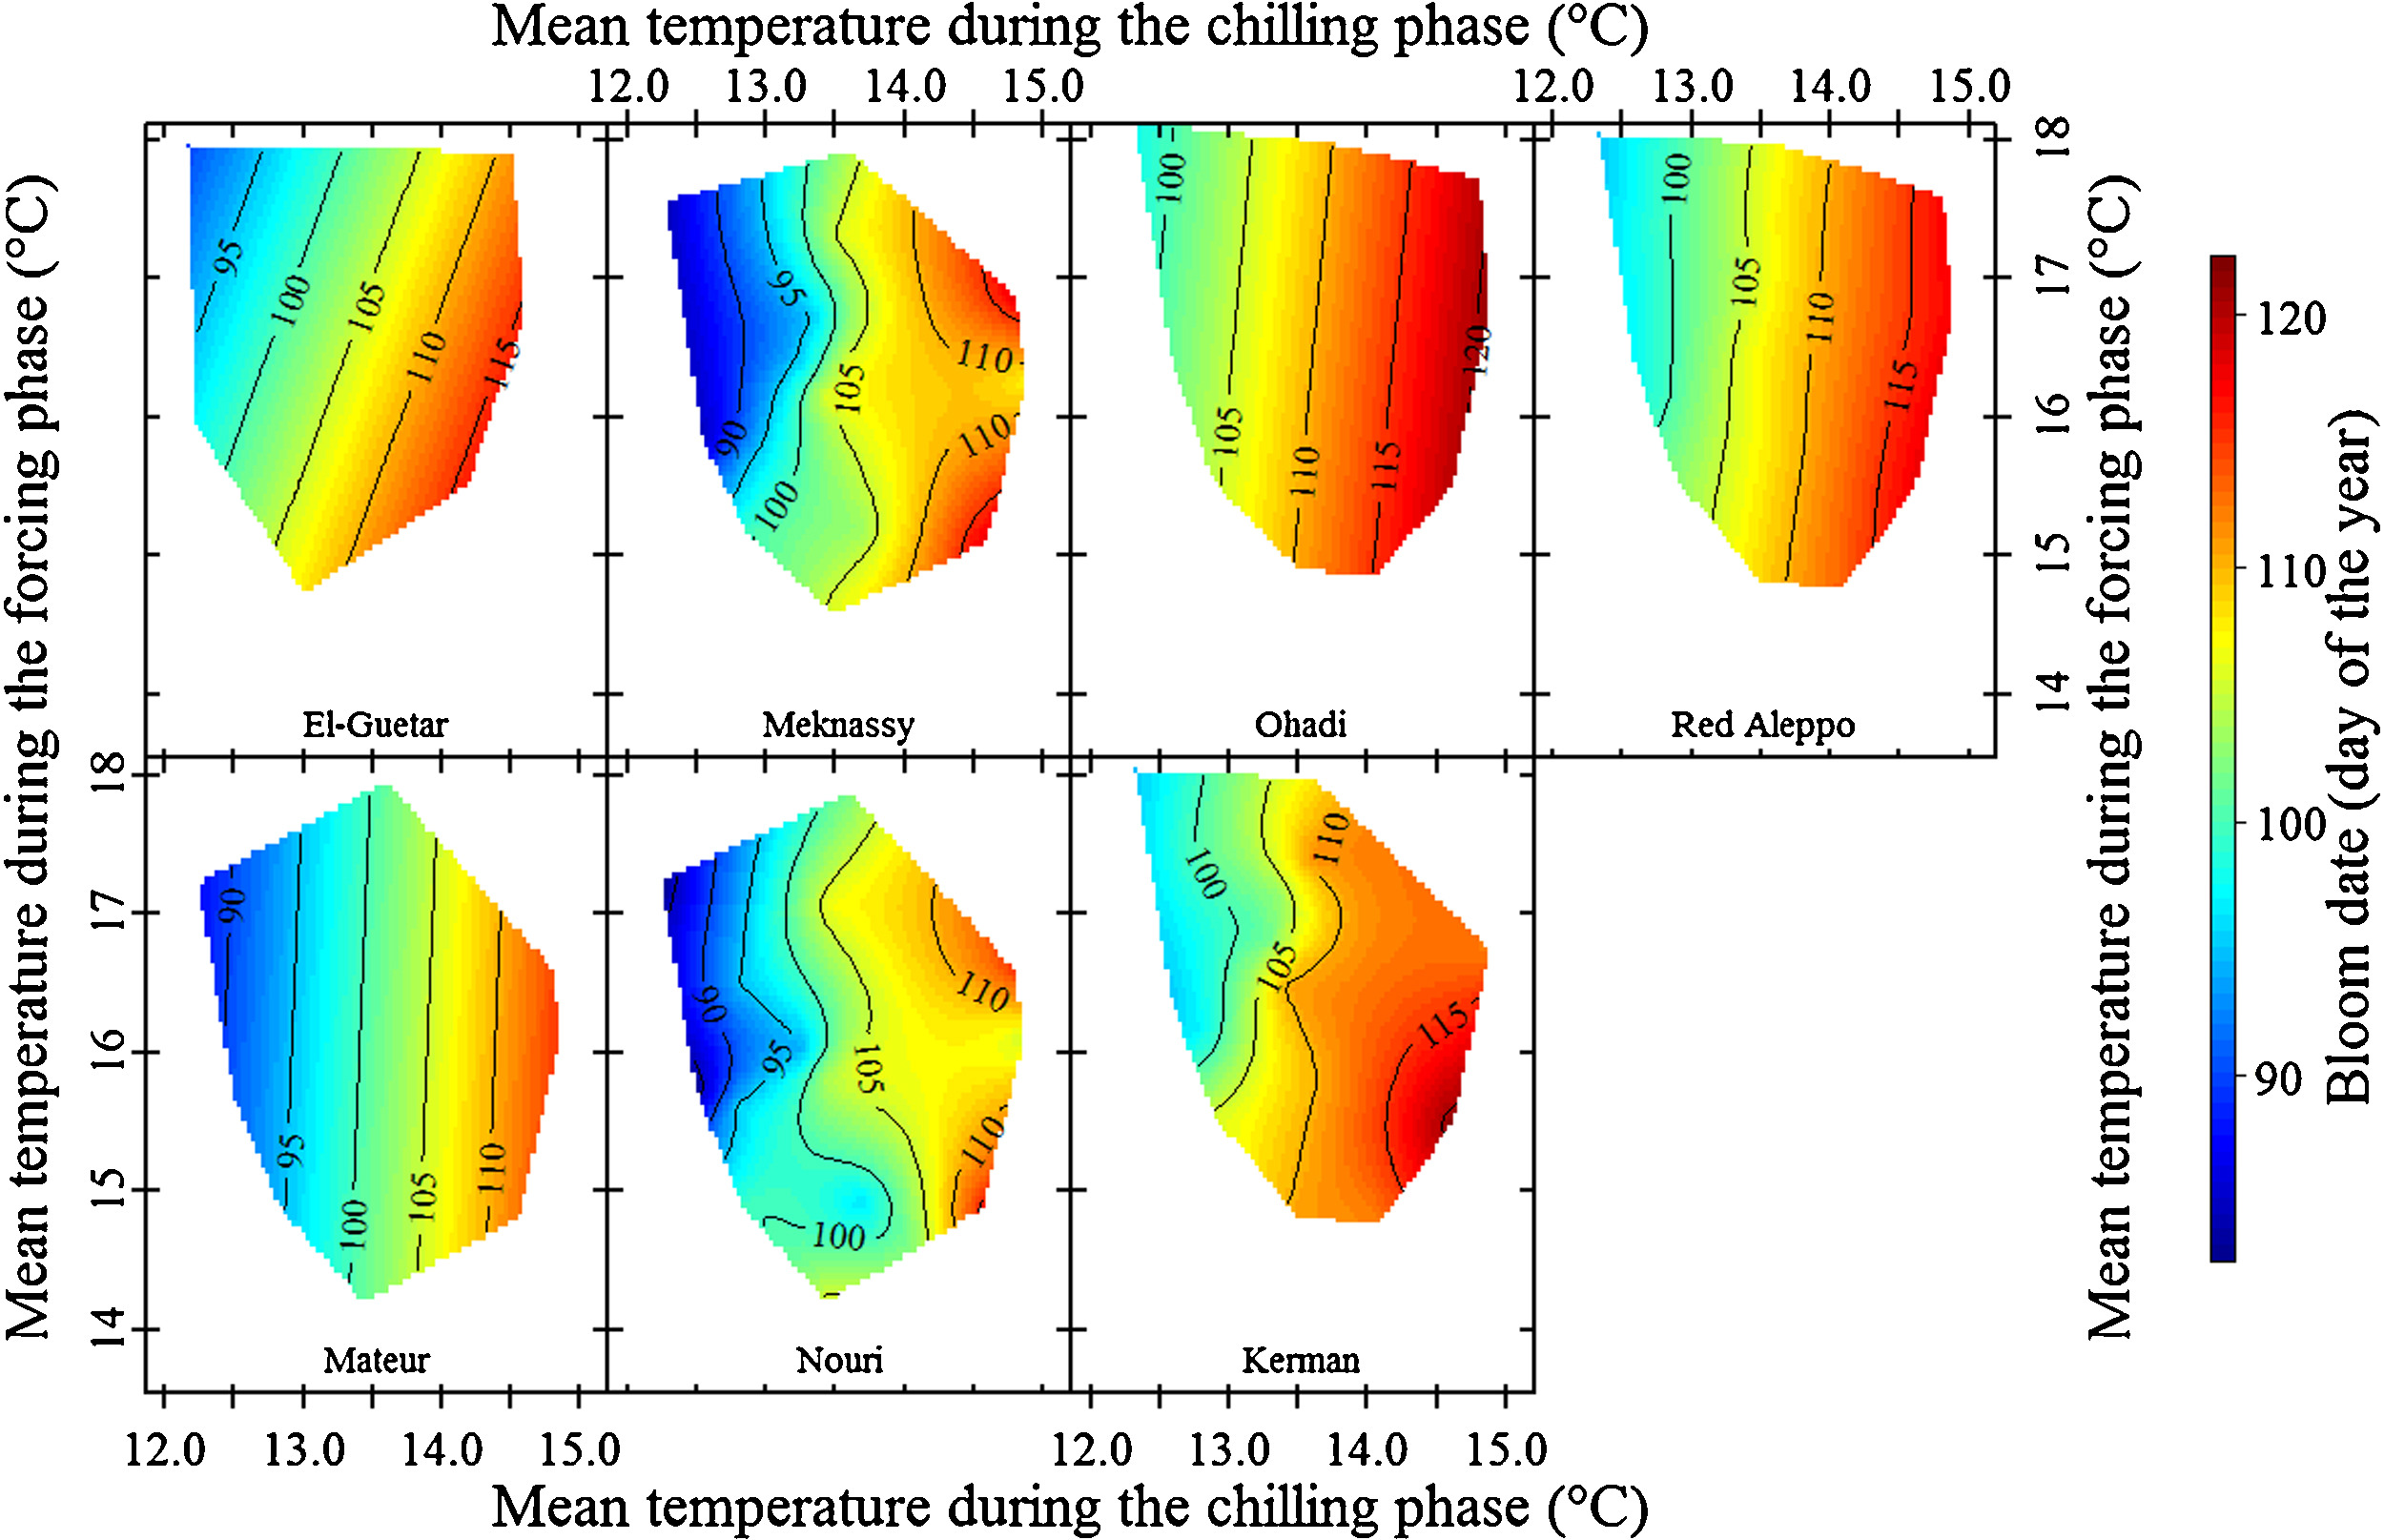 Mean temperature during the chilling phase (°C)
12.0 13.0 14.0 15.0 12.0 13.0 14.0 15.0
Mean temperature during the forcing phase (°C)
95 100 105 110 115
El-Guetar
90 95 100 105 110 110
Meknassy
100 105 110 115 120
Ohadi
100 105 110 115
Red Aleppo
18 17 16 15 14
Mean temperature during the forcing phase (°C)
120
110
100
90
Bloom date (day of the year)
18 17 16 15 14
90 95 100 105 110
Mateur
90 95 100 105 110 110
Nouri
100 105 110 115
Kerman
12.0 13.0 14.0 15.0 12.0 13.0 14.0 15.0
Mean temperature during the chilling phase (°C)